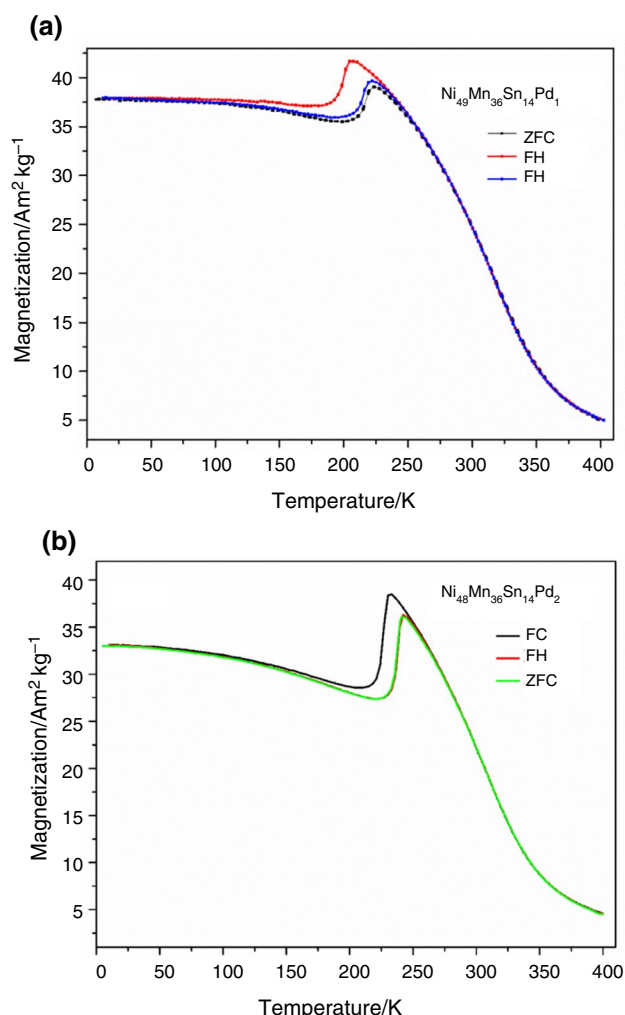 (a)
Ni49Mn36Sn14Pd1
ZFC
FH
FH
Magnetization/Am² kg⁻¹
40
35
30
25
20
15
10
5
0 50 100 150 200 250 300 350 400
Temperature/K
(b)
Ni48Mn36Sn14Pd2
FC
FH
ZFC
Magnetization/Am² kg⁻¹
40
35
30
25
20
15
10
5
0 50 100 150 200 250 300 350 400
Temperature/K